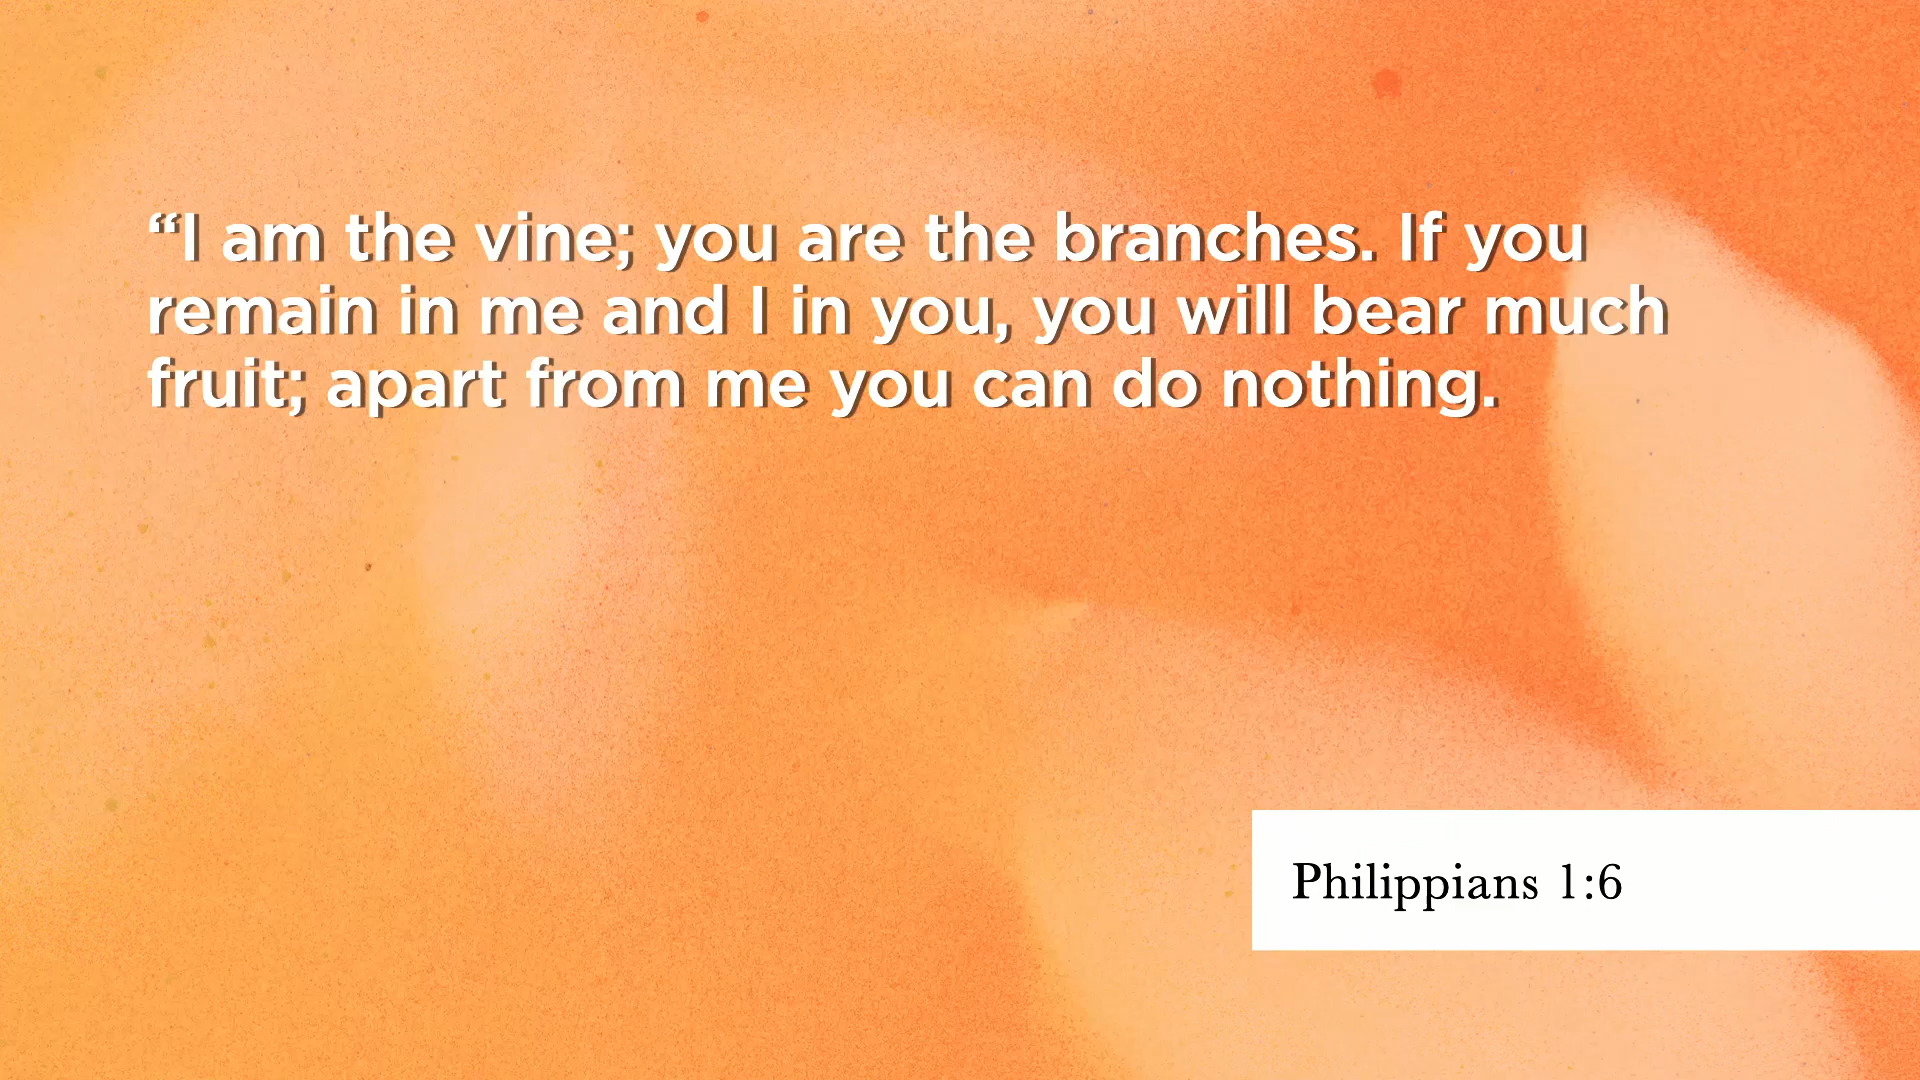 “I am the vine; you are the branches. If you
remain in me and I in you, you will bear much
fruit; apart from me you can do nothing.
Philippians 1:6